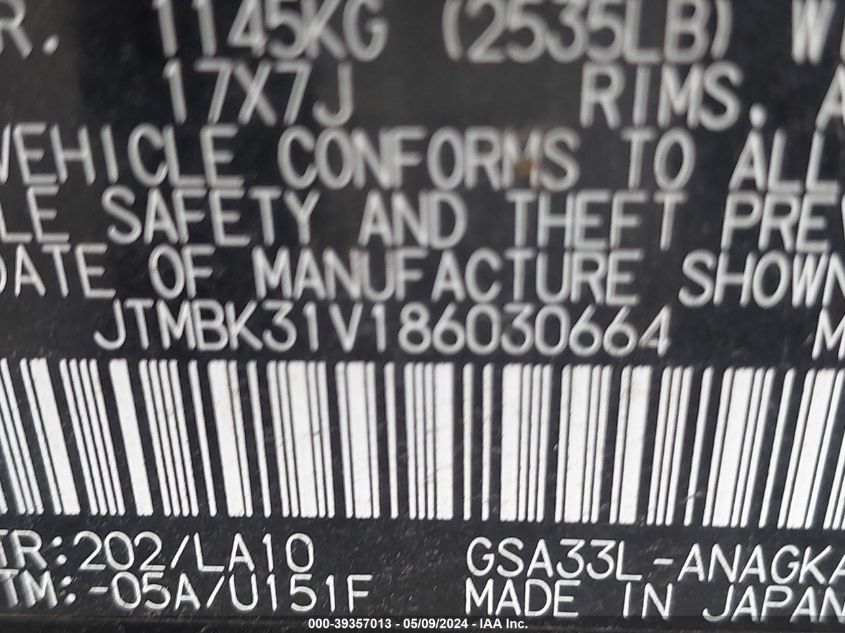 R. 1145KG (2535LB) W
17X7J RIMS, A
VEHICLE CONFORMS TO ALL
LE SAFETY AND THEFT PREV
DATE OF MANUFACTURE SHOWN
JTMBK31V186030664 M
TR:202/LA10 GSA33L-ANAGKA
TM:-05A/U151F MADE IN JAPAN
000-39357013 - 05/09/2024 - IAA Inc.